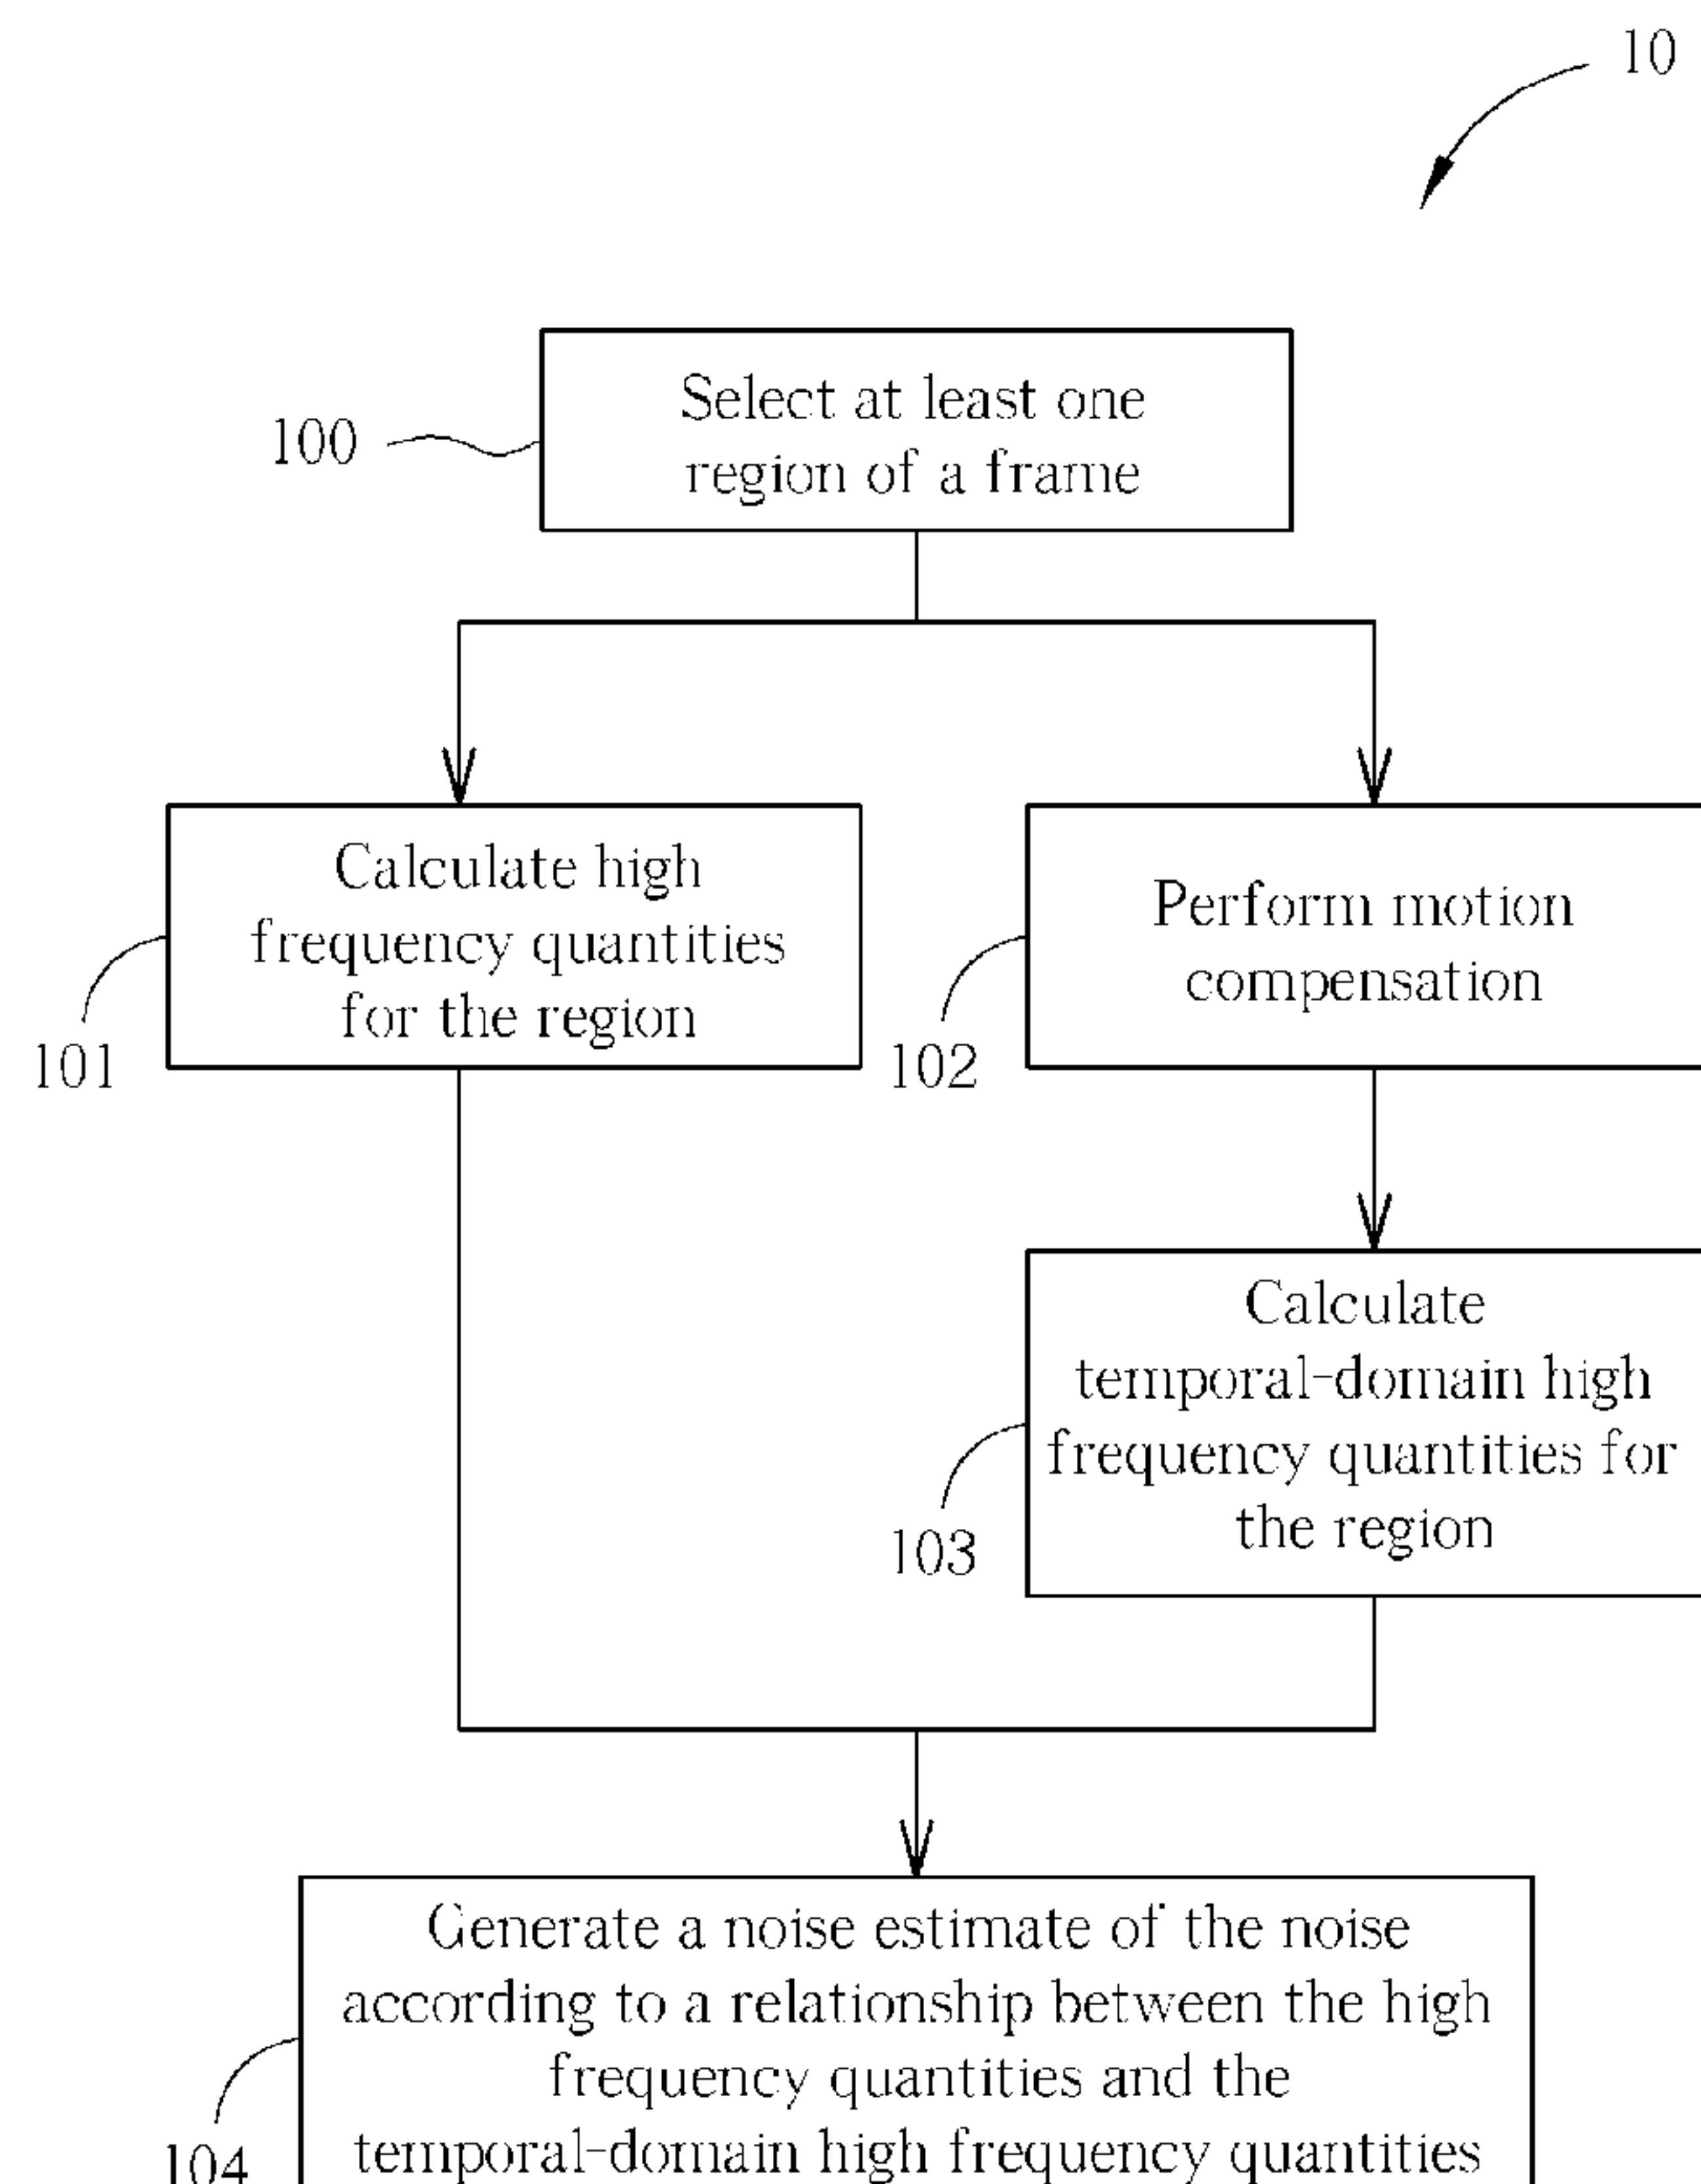 10
100
Select at least one
region of a frame
Calculate high
frequency quantities
for the region
101
Perform motion
compensation
102
Calculate
temporal-domain high
frequency quantities for
the region
103
Generate a noise estimate of the noise
according to a relationship between the high
frequency quantities and the
temporal-domain high frequency quantities
104